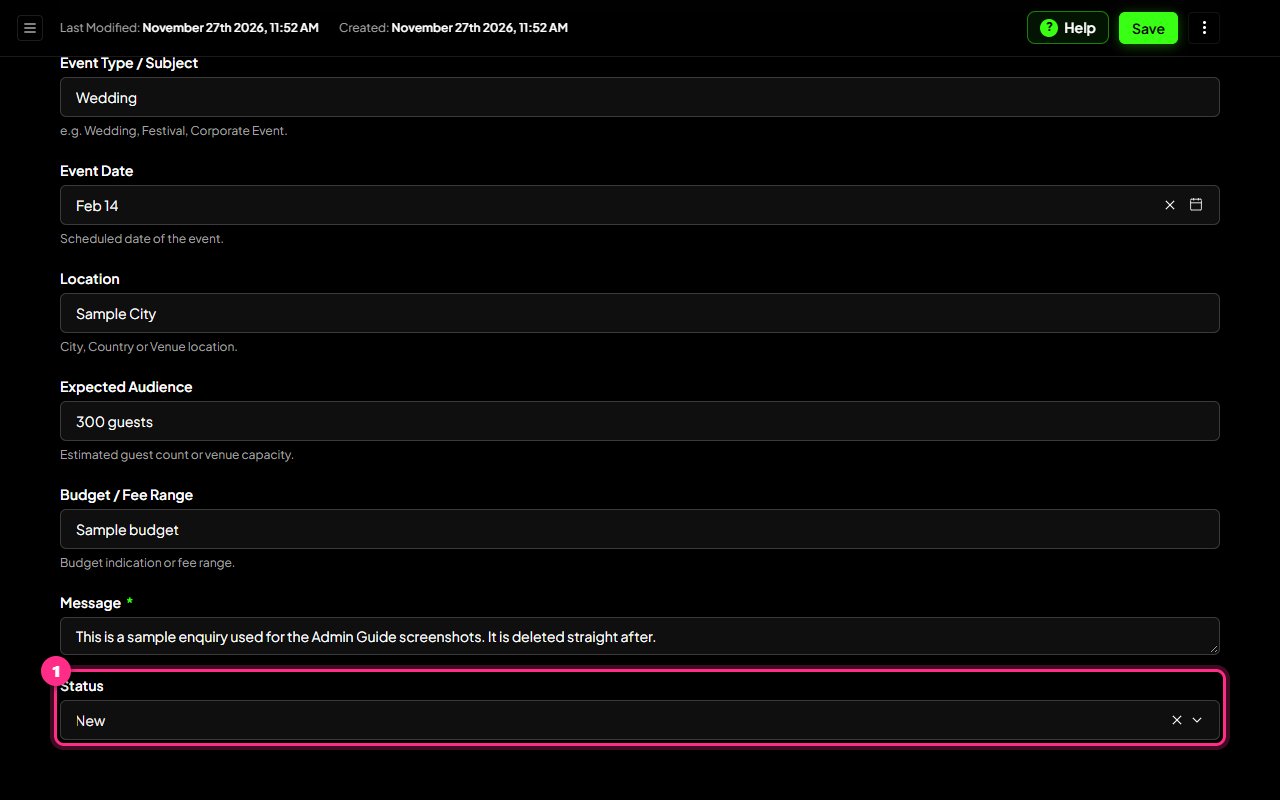 Last Modified: November 27th 2026, 11:52 AM Created: November 27th 2026, 11:52 AM ? Help Save
Event Type / Subject
Wedding
e.g. Wedding, Festival, Corporate Event.
Event Date
Feb 14
Scheduled date of the event.
Location
Sample City
City, Country or Venue location.
Expected Audience
300 guests
Estimated guest count or venue capacity.
Budget / Fee Range
Sample budget
Budget indication or fee range.
Message *
This is a sample enquiry used for the Admin Guide screenshots. It is deleted straight after.
1
Status
New